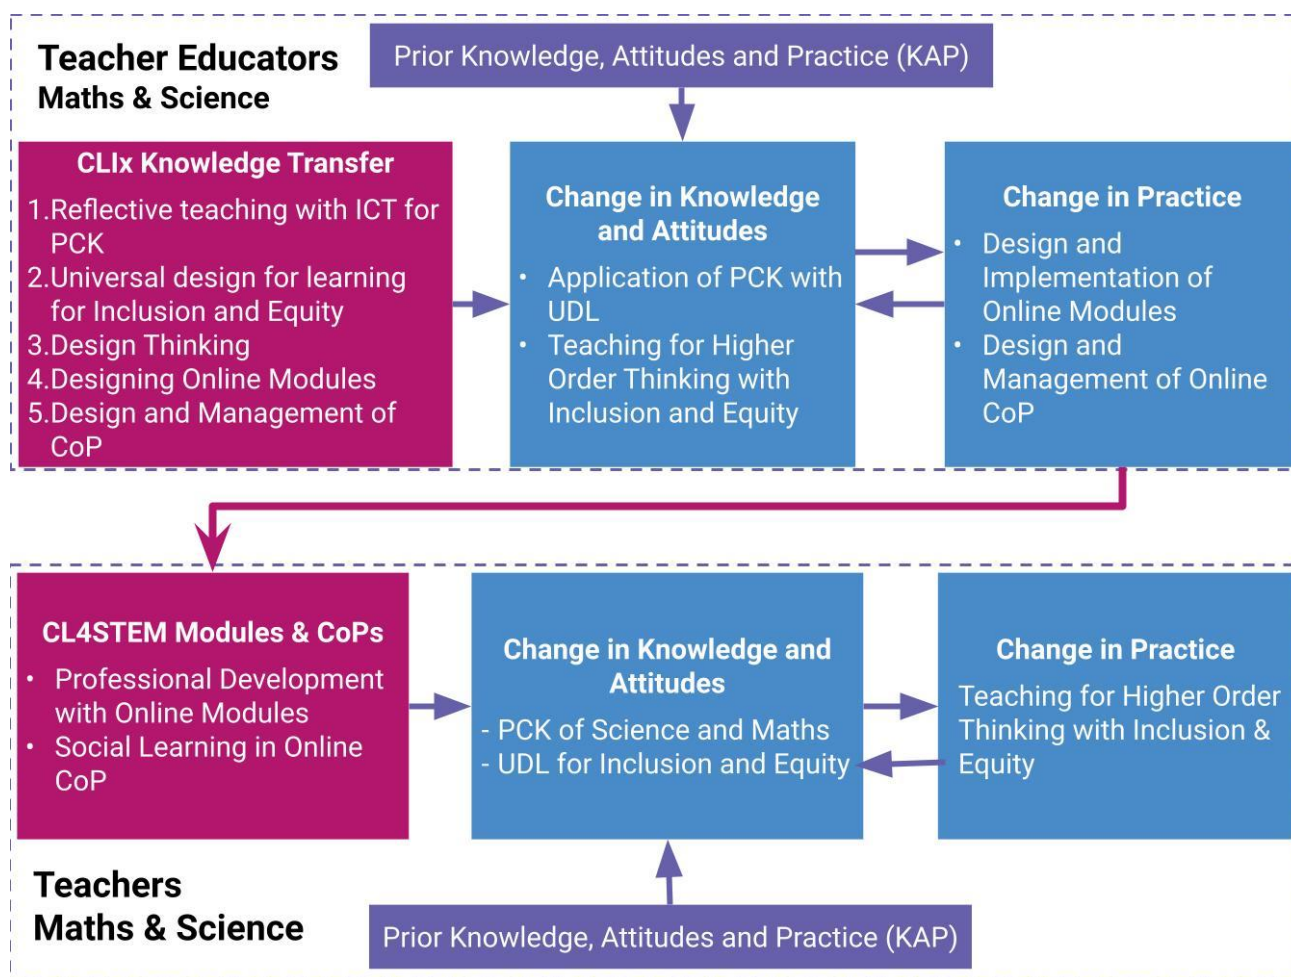 Teacher Educators
Maths & Science
Prior Knowledge, Attitudes and Practice (KAP)
CLIx Knowledge Transfer
1.Reflective teaching with ICT for
PCK
2.Universal design for learning
for Inclusion and Equity
3.Design Thinking
4.Designing Online Modules
5.Design and Management of
CoP
Change in Knowledge
and Attitudes
• Application of PCK with
UDL
• Teaching for Higher
Order Thinking with
Inclusion and Equity
Change in Practice
• Design and
Implementation of
Online Modules
• Design and
Management of Online
CoP
CL4STEM Modules & CoPs
• Professional Development
with Online Modules
• Social Learning in Online
CoP
Change in Knowledge and
Attitudes
- PCK of Science and Maths
- UDL for Inclusion and Equity
Change in Practice
Teaching for Higher Order
Thinking with Inclusion &
Equity
Teachers
Maths & Science
Prior Knowledge, Attitudes and Practice (KAP)